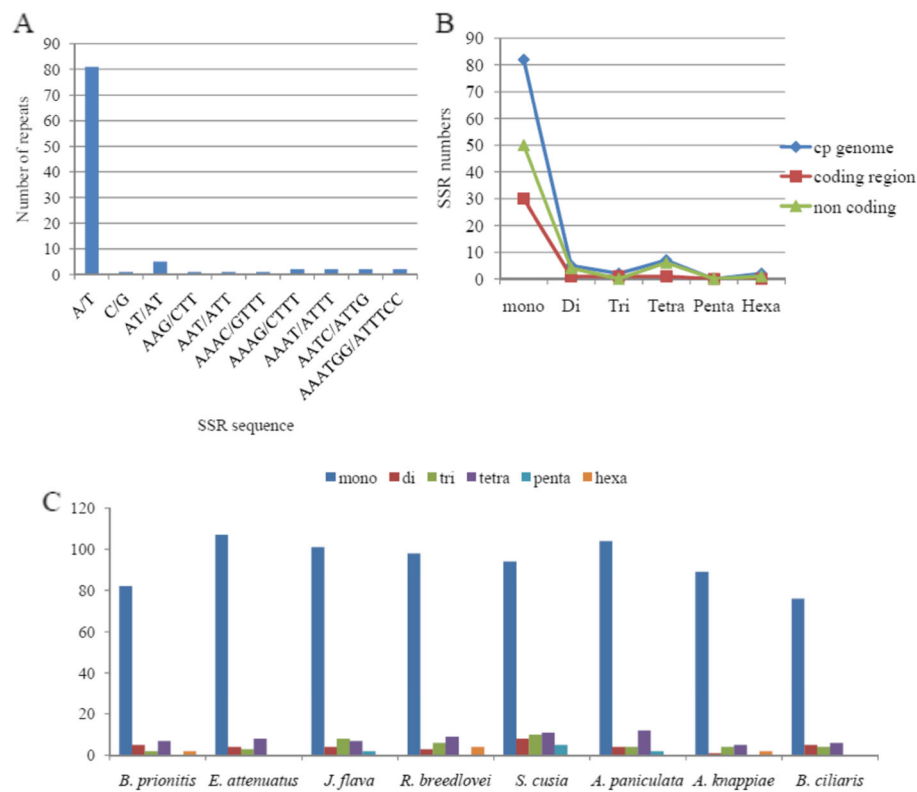 A
90
80
70
60
50
40
30
20
10
0
Number of repeats
A/T
C/G
AT/AT
AAG/CTT
AAT/ATT
AAAC/GTTT
AAAG/CTTT
AAAT/ATTT
AATC/ATTG
AAATGG/ATTTCC
SSR sequence
B
90
80
70
60
50
40
30
20
10
0
SSR numbers
mono Di Tri Tetra Penta Hexa
cp genome
coding region
non coding
mono di tri tetra penta hexa
C
120
100
80
60
40
20
0
B. prionitis E. attenuatus J. flava R. breedlovei S. cusia A. paniculata A. knappiae B. ciliaris